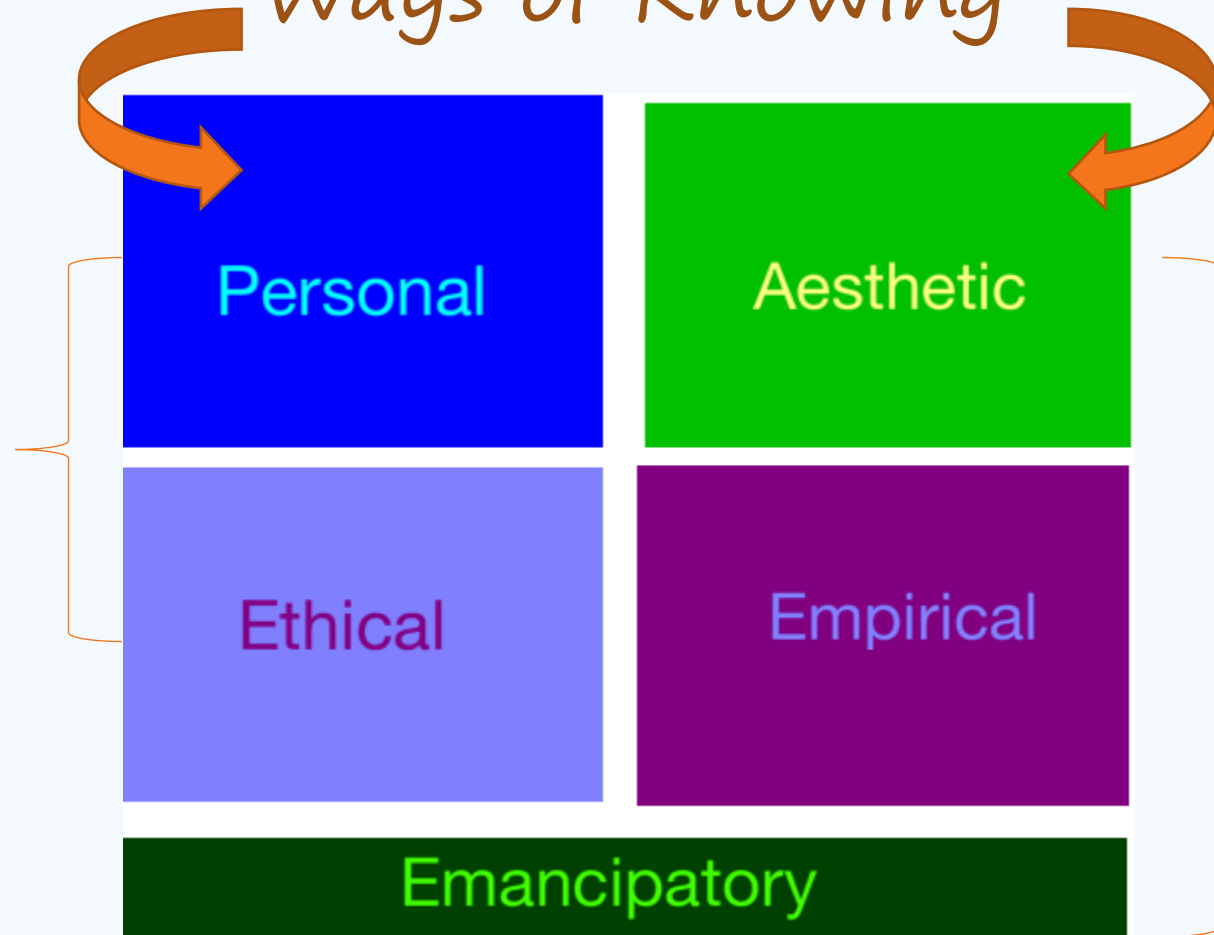 Ways of Knowing
Personal
Aesthetic
Ethical
Empirical
Emancipatory